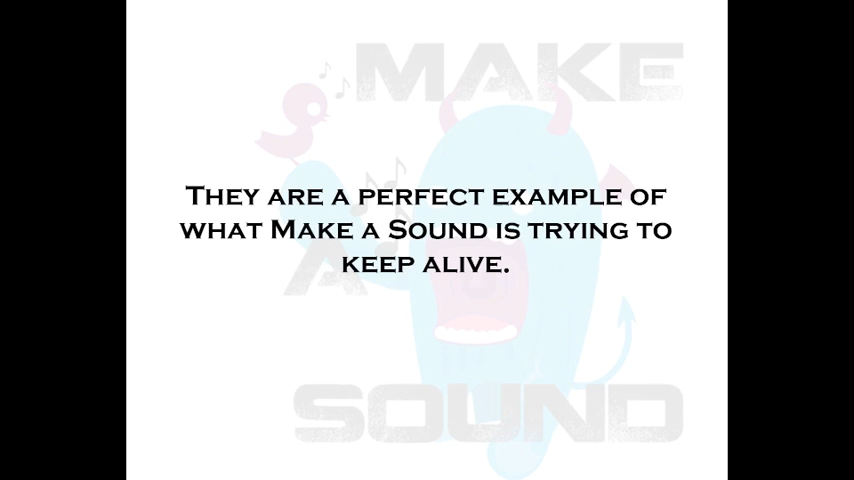 MAKE
THEY ARE A PERFECT EXAMPLE OF
WHAT MAKE A SOUND IS TRYING TO
KEEP ALIVE.
A
SOUND